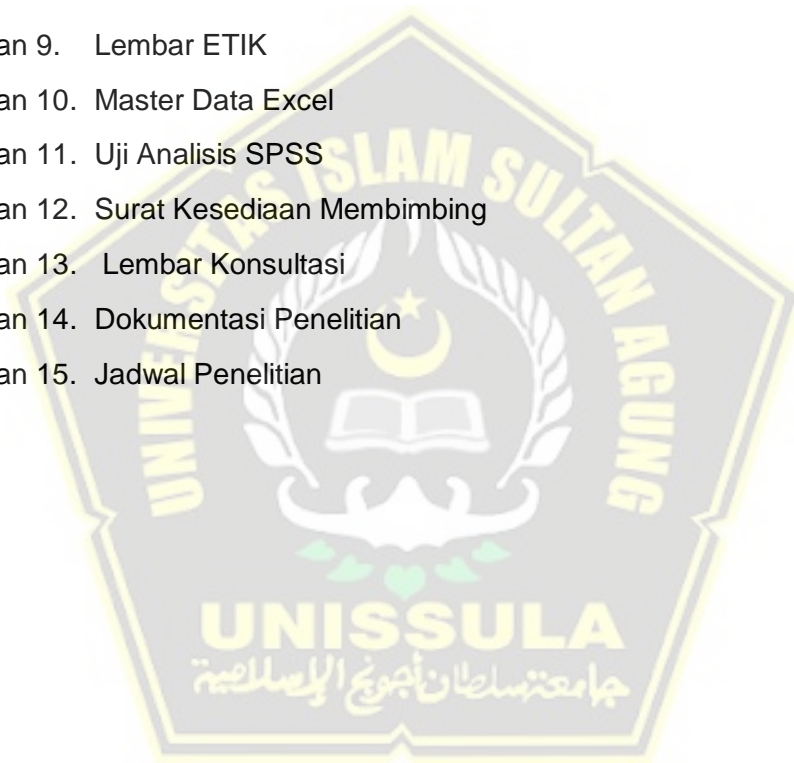 an 9. Lembar ETIK
an 10. Master Data Excel
an 11. Uji Analisis SPSS
an 12. Surat Kesediaan Membimbing
an 13. Lembar Konsultasi
an 14. Dokumentasi Penelitian
an 15. Jadwal Penelitian
UNIVERSITAS ISLAM SULTAN AGUNG
UNISSULA
جامعة سلطان أجونج الإسلامية